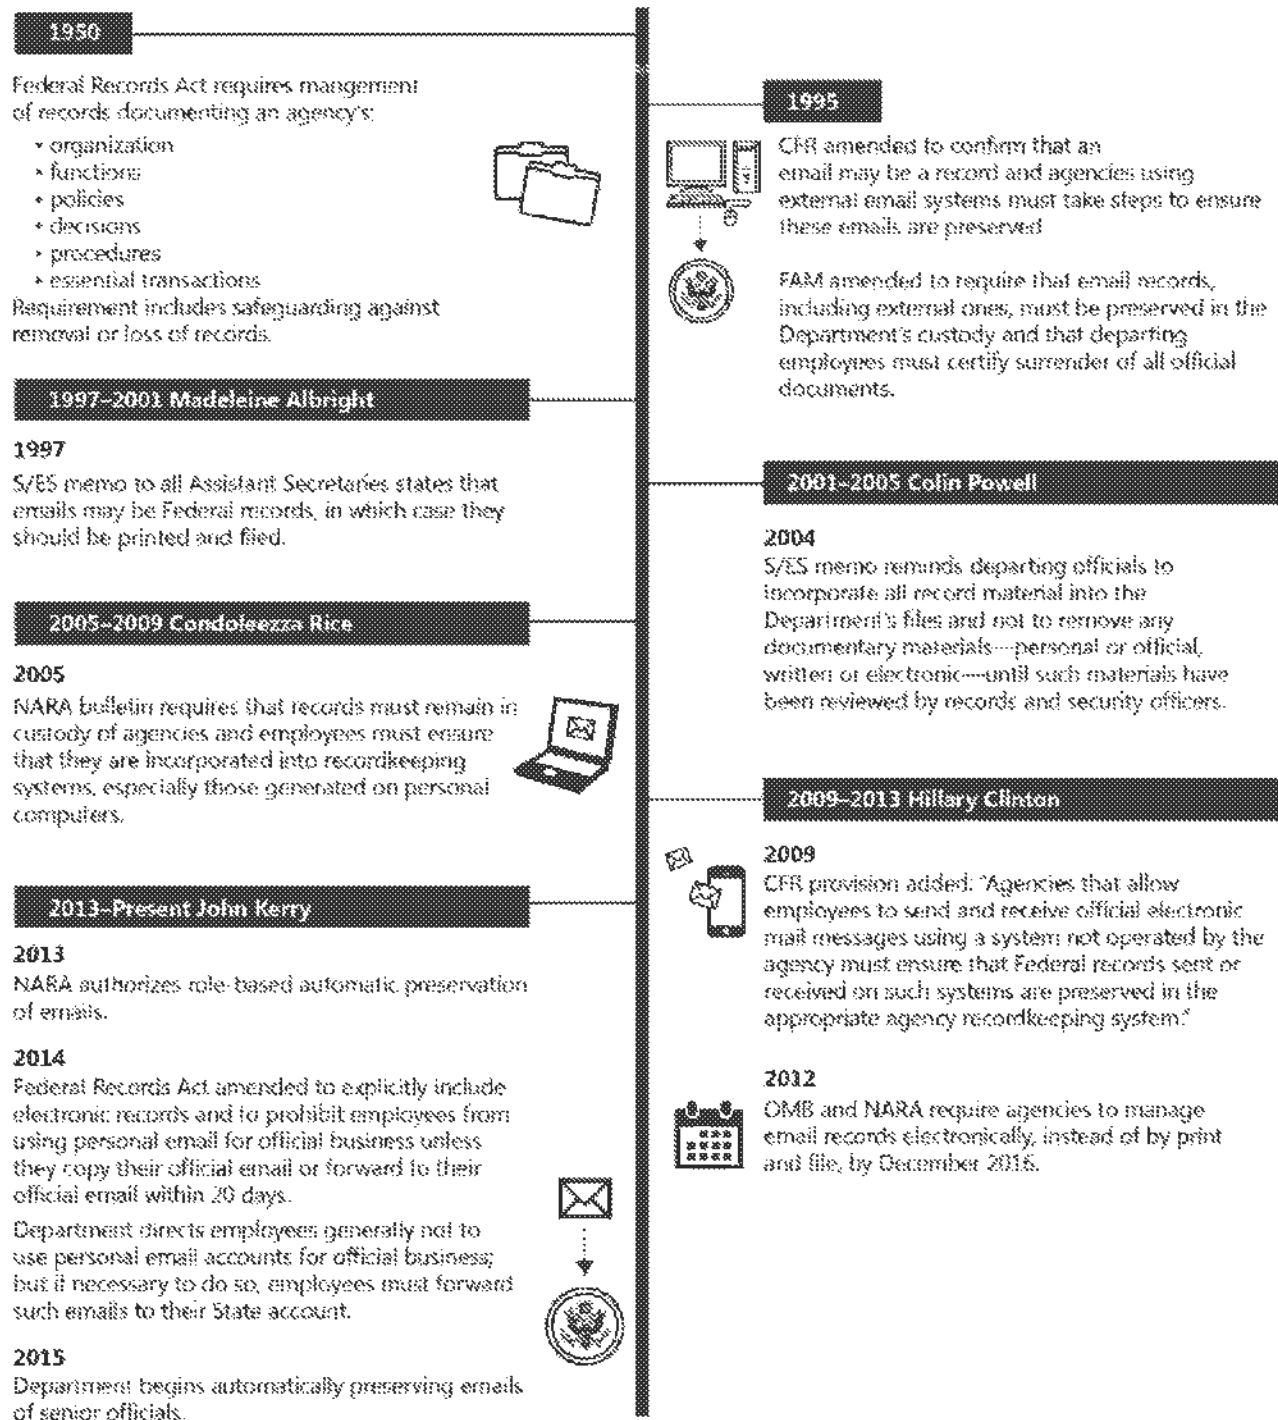 1950
Federal Records Act requires mangement
of records documenting an agency's:
• organization
• functions
• policies
• decisions
• procedures
• essential transactions
Requirement includes safeguarding against
removal or loss of records.
1995
CFR amended to confirm that an
email may be a record and agencies using
external email systems must take steps to ensure
these emails are preserved
FAM amended to require that email records,
including external ones, must be preserved in the
Department's custody and that departing
employees must certify surrender of all official
documents.
1997–2001 Madeleine Albright
1997
S/ES memo to all Assistant Secretaries states that
emails may be Federal records, in which case they
should be printed and filed.
2001–2005 Colin Powell
2004
S/ES memo reminds departing officials to
incorporate all record material into the
Department's files and not to remove any
documentary materials—personal or official,
written or electronic—until such materials have
been reviewed by records and security officers.
2005–2009 Condoleezza Rice
2005
NARA bulletin requires that records must remain in
custody of agencies and employees must ensure
that they are incorporated into recordkeeping
systems, especially those generated on personal
computers.
2009–2013 Hillary Clinton
2009
CFR provision added: "Agencies that allow
employees to send and receive official electronic
mail messages using a system not operated by the
agency must ensure that Federal records sent or
received on such systems are preserved in the
appropriate agency recordkeeping system."
2012
OMB and NARA require agencies to manage
email records electronically, instead of by print
and file, by December 2016.
2013–Present John Kerry
2013
NARA authorizes role-based automatic preservation
of emails.
2014
Federal Records Act amended to explicitly include
electronic records and to prohibit employees from
using personal email for official business unless
they copy their official email or forward to their
official email within 20 days.
Department directs employees generally not to
use personal email accounts for official business;
but if necessary to do so, employees must forward
such emails to their State account.
2015
Department begins automatically preserving emails
of senior officials.